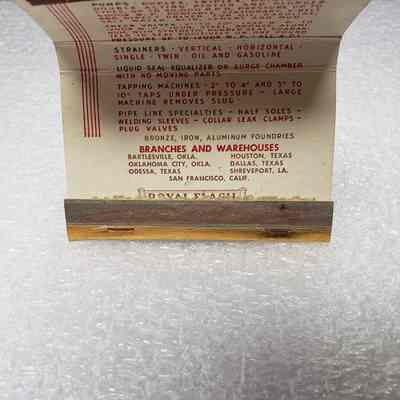 PUMPS
STRAINERS - VERTICAL - HORIZONTAL -
SINGLE - TWIN OIL AND GASOLINE
LIQUID SEAL EQUALIZER OR SURGE CHAMBER
WITH NO MOVING PARTS
TAPPING MACHINES - 2" TO 4" AND 5" TO
10" TAPS UNDER PRESSURE - LARGE
MACHINE REMOVES SLUG
PIPE LINE SPECIALTIES - HALF SOLES -
WELDING SLEEVES - COLLAR LEAK CLAMPS -
PLUG VALVES
BRONZE, IRON, ALUMINUM FOUNDRIES
BRANCHES AND WAREHOUSES
BARTLESVILLE, OKLA. HOUSTON, TEXAS
OKLAHOMA CITY, OKLA. DALLAS, TEXAS
ODESSA, TEXAS SHREVEPORT, LA.
SAN FRANCISCO, CALIF.
ROYAL FLASH